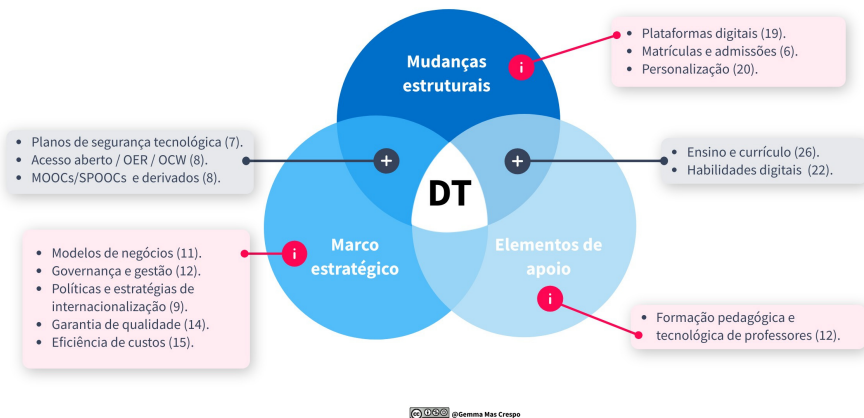 Mudanças
estruturais
• Plataformas digitais (19).
• Matrículas e admissões (6).
• Personalização (20).
• Planos de segurança tecnológica (7).
• Acesso aberto / OER / OCW (8).
• MOOCs/SPOOCs e derivados (8).
• Ensino e currículo (26).
• Habilidades digitais (22).
DT
Marco
estratégico
Elementos de
apoio
• Modelos de negócios (11).
• Governança e gestão (12).
• Políticas e estratégias de
internacionalização (9).
• Garantia de qualidade (14).
• Eficiência de custos (15).
• Formação pedagógica e
tecnológica de professores (12).
@Gemma Mas Crespo